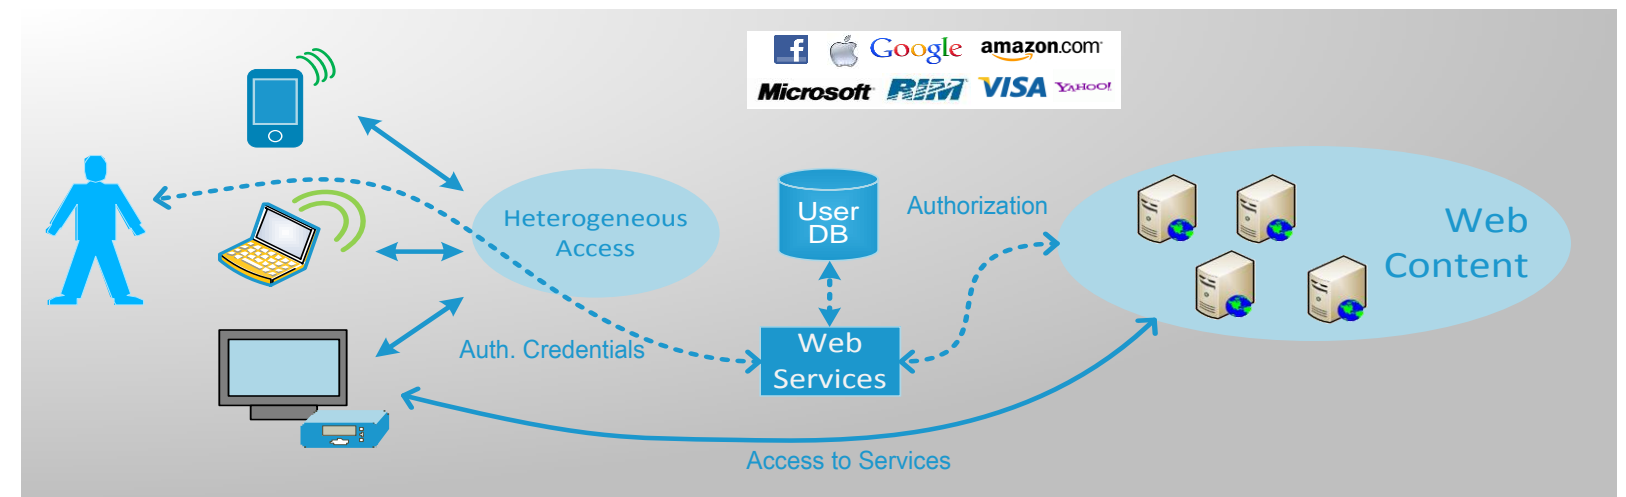 f Google amazon.com
Microsoft RIM VISA YAHOO!
Heterogeneous
Access
User
DB
Authorization
Web
Content
Auth. Credentials
Web
Services
Access to Services